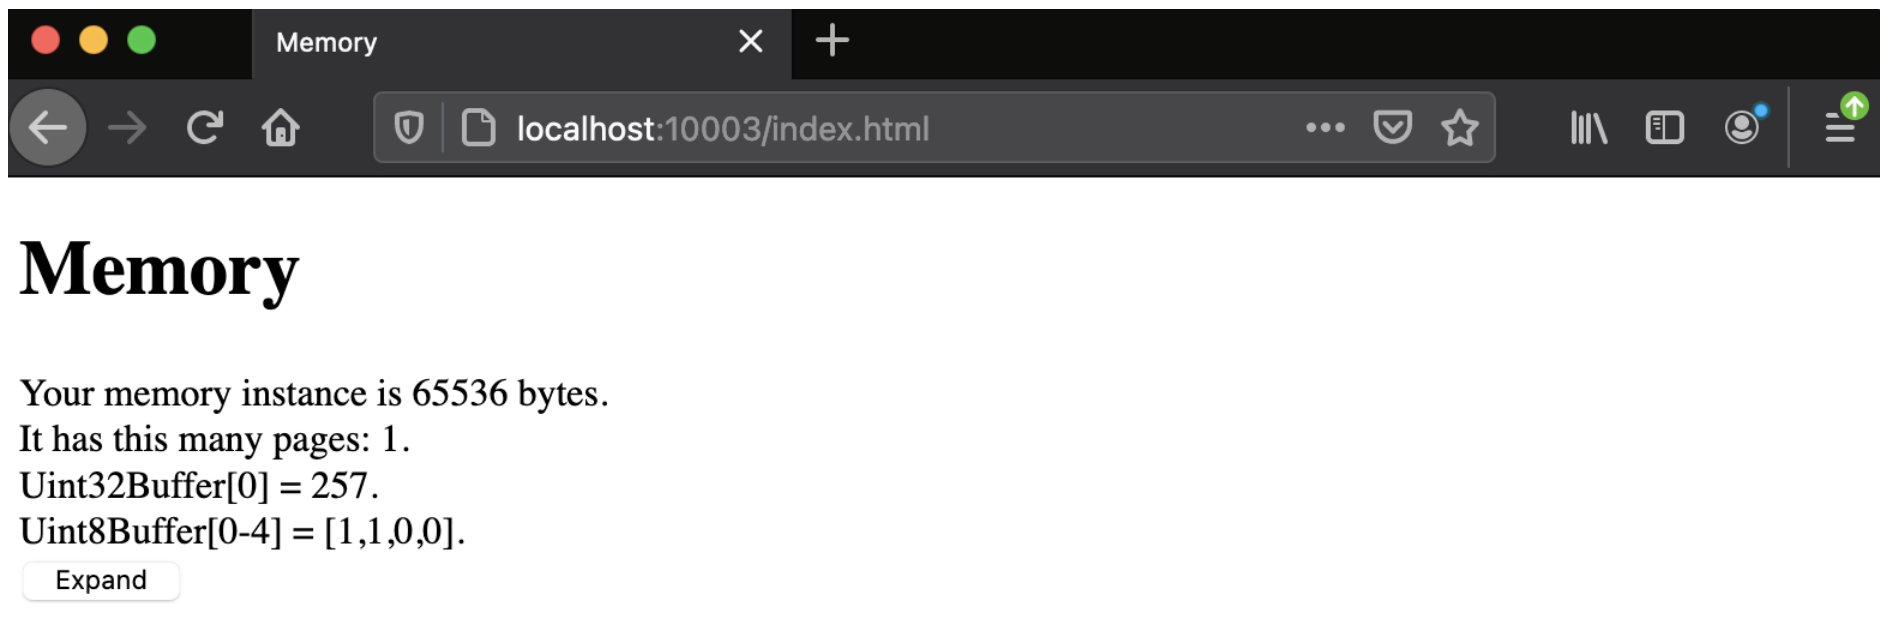 Memory
localhost:10003/index.html
Memory
Your memory instance is 65536 bytes.
It has this many pages: 1.
Uint32Buffer[0] = 257.
Uint8Buffer[0-4] = [1,1,0,0].
Expand